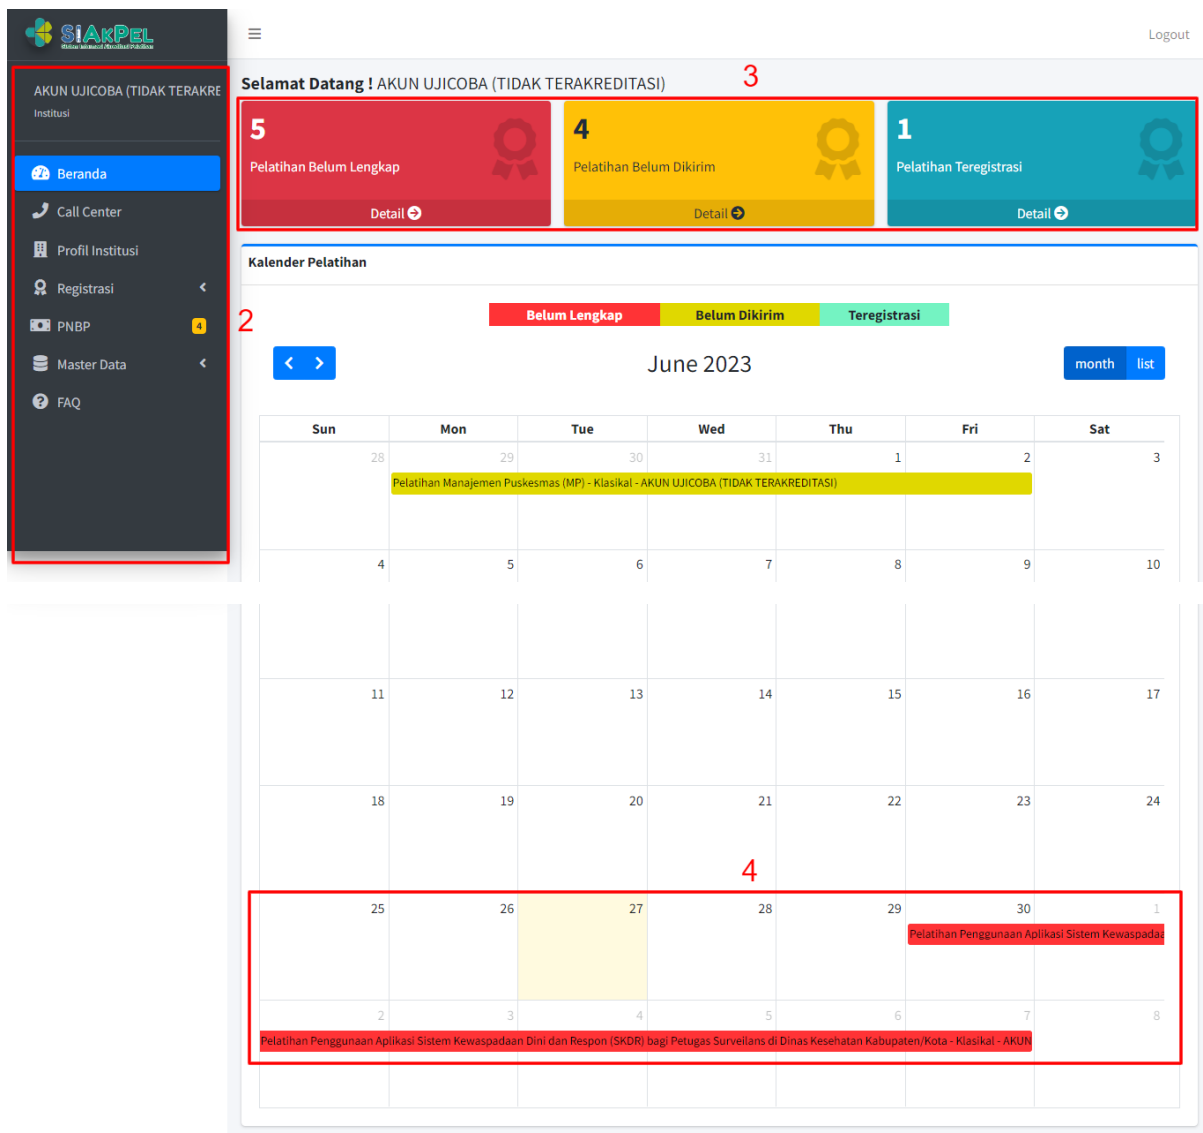 SIAKPEL
Logout
AKUN UJICOBA (TIDAK TERAKRE
Institusi
Beranda
Call Center
Profil Institusi
Registrasi
PNBP 4
Master Data
FAQ
2
Selamat Datang ! AKUN UJICOBA (TIDAK TERAKREDITASI)
3
5
Pelatihan Belum Lengkap
Detail
4
Pelatihan Belum Dikirim
Detail
1
Pelatihan Teregistrasi
Detail
Kalender Pelatihan
Belum Lengkap Belum Dikirim Teregistrasi
June 2023
month list
Sun Mon Tue Wed Thu Fri Sat
28 29 30 31 1 2 3
Pelatihan Manajemen Puskesmas (MP) - Klasikal - AKUN UJICOBA (TIDAK TERAKREDITASI)
4 5 6 7 8 9 10
11 12 13 14 15 16 17
18 19 20 21 22 23 24
4
25 26 27 28 29 30 1
Pelatihan Penggunaan Aplikasi Sistem Kewaspadaa
2 3 4 5 6 7 8
Pelatihan Penggunaan Aplikasi Sistem Kewaspadaan Dini dan Respon (SKDR) bagi Petugas Surveilans di Dinas Kesehatan Kabupaten/Kota - Klasikal - AKUN